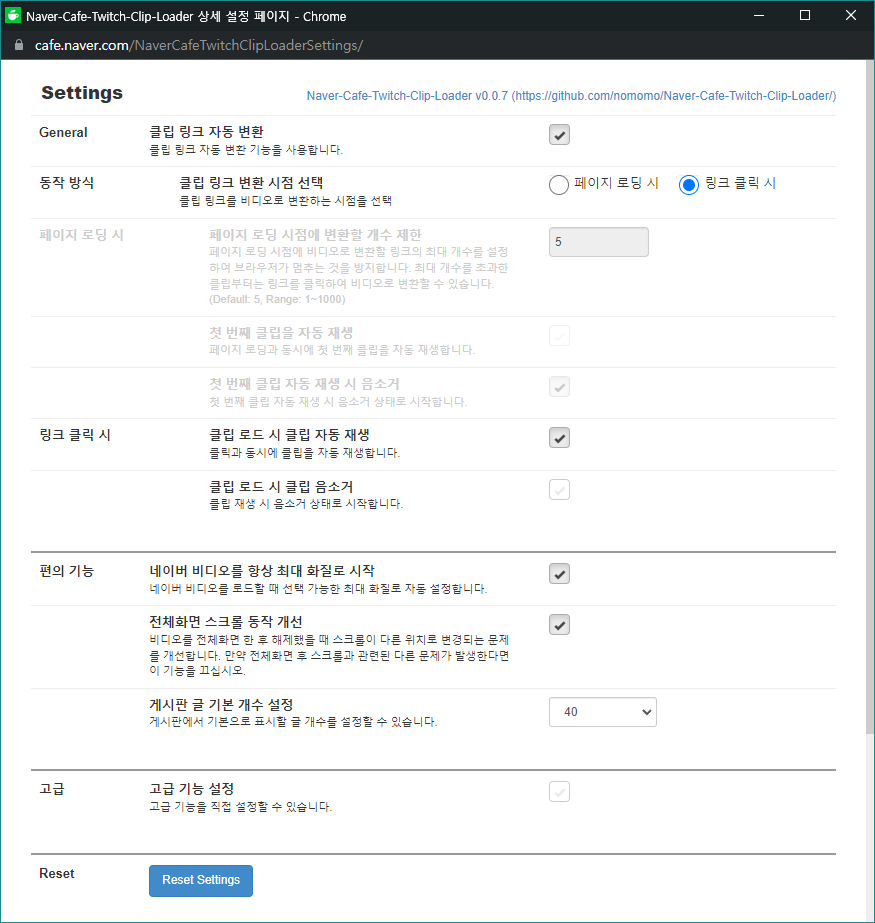 Naver-Cafe-Twitch-Clip-Loader 상세 설정 페이지 - Chrome
cafe.naver.com/NaverCafeTwitchClipLoaderSettings/
Settings
Naver-Cafe-Twitch-Clip-Loader v0.0.7 (https://github.com/nomomo/Naver-Cafe-Twitch-Clip-Loader/)
General
클립 링크 자동 변환
클립 링크 자동 변환 기능을 사용합니다.
동작 방식
클립 링크 변환 시점 선택
클립 링크를 비디오로 변환하는 시점을 선택
페이지 로딩 시
링크 클릭 시
페이지 로딩 시
페이지 로딩 시점에 변환할 개수 제한
페이지 로딩 시점에 비디오로 변환할 링크의 최대 개수를 설정
하여 브라우저가 멈추는 것을 방지합니다. 최대 개수를 초과한
클립부터는 링크를 클릭하여 비디오로 변환할 수 있습니다.
(Default: 5, Range: 1~1000)
5
첫 번째 클립을 자동 재생
페이지 로딩과 동시에 첫 번째 클립을 자동 재생합니다.
첫 번째 클립 자동 재생 시 음소거
첫 번째 클립 자동 재생 시 음소거 상태로 시작합니다.
링크 클릭 시
클립 로드 시 클립 자동 재생
클릭과 동시에 클립을 자동 재생합니다.
클립 로드 시 클립 음소거
클립 재생 시 음소거 상태로 시작합니다.
편의 기능
네이버 비디오를 항상 최대 화질로 시작
네이버 비디오를 로드할 때 선택 가능한 최대 화질로 자동 설정합니다.
전체화면 스크롤 동작 개선
비디오를 전체화면 한 후 해제했을 때 스크롤이 다른 위치로 변경되는 문제
를 개선합니다. 만약 전체화면 후 스크롤과 관련된 다른 문제가 발생한다면
이 기능을 끄십시오.
게시판 글 기본 개수 설정
게시판에서 기본으로 표시할 글 개수를 설정할 수 있습니다.
40
고급
고급 기능 설정
고급 기능을 직접 설정할 수 있습니다.
Reset
Reset Settings